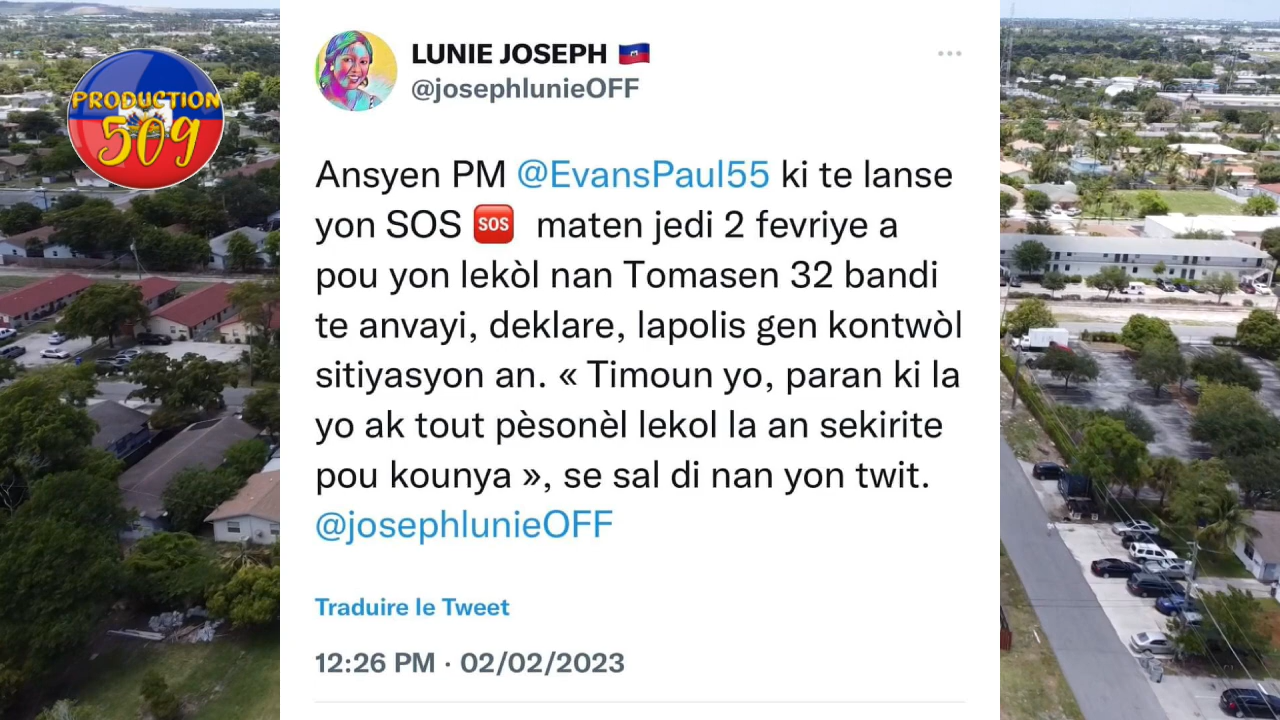 PRODUCTION
509
LUNIE JOSEPH 🇭🇹
@josephlunieOFF
Ansyen PM @EvansPaul55 ki te lanse
yon SOS 🆘 maten jedi 2 fevriye a
pou yon lekòl nan Tomasen 32 bandi
te anvayi, deklare, lapolis gen kontwòl
sitiyasyon an. « Timoun yo, paran ki la
yo ak tout pèsonèl lekol la an sekirite
pou kounya », se sal di nan yon twit.
@josephlunieOFF
Traduire le Tweet
12:26 PM · 02/02/2023